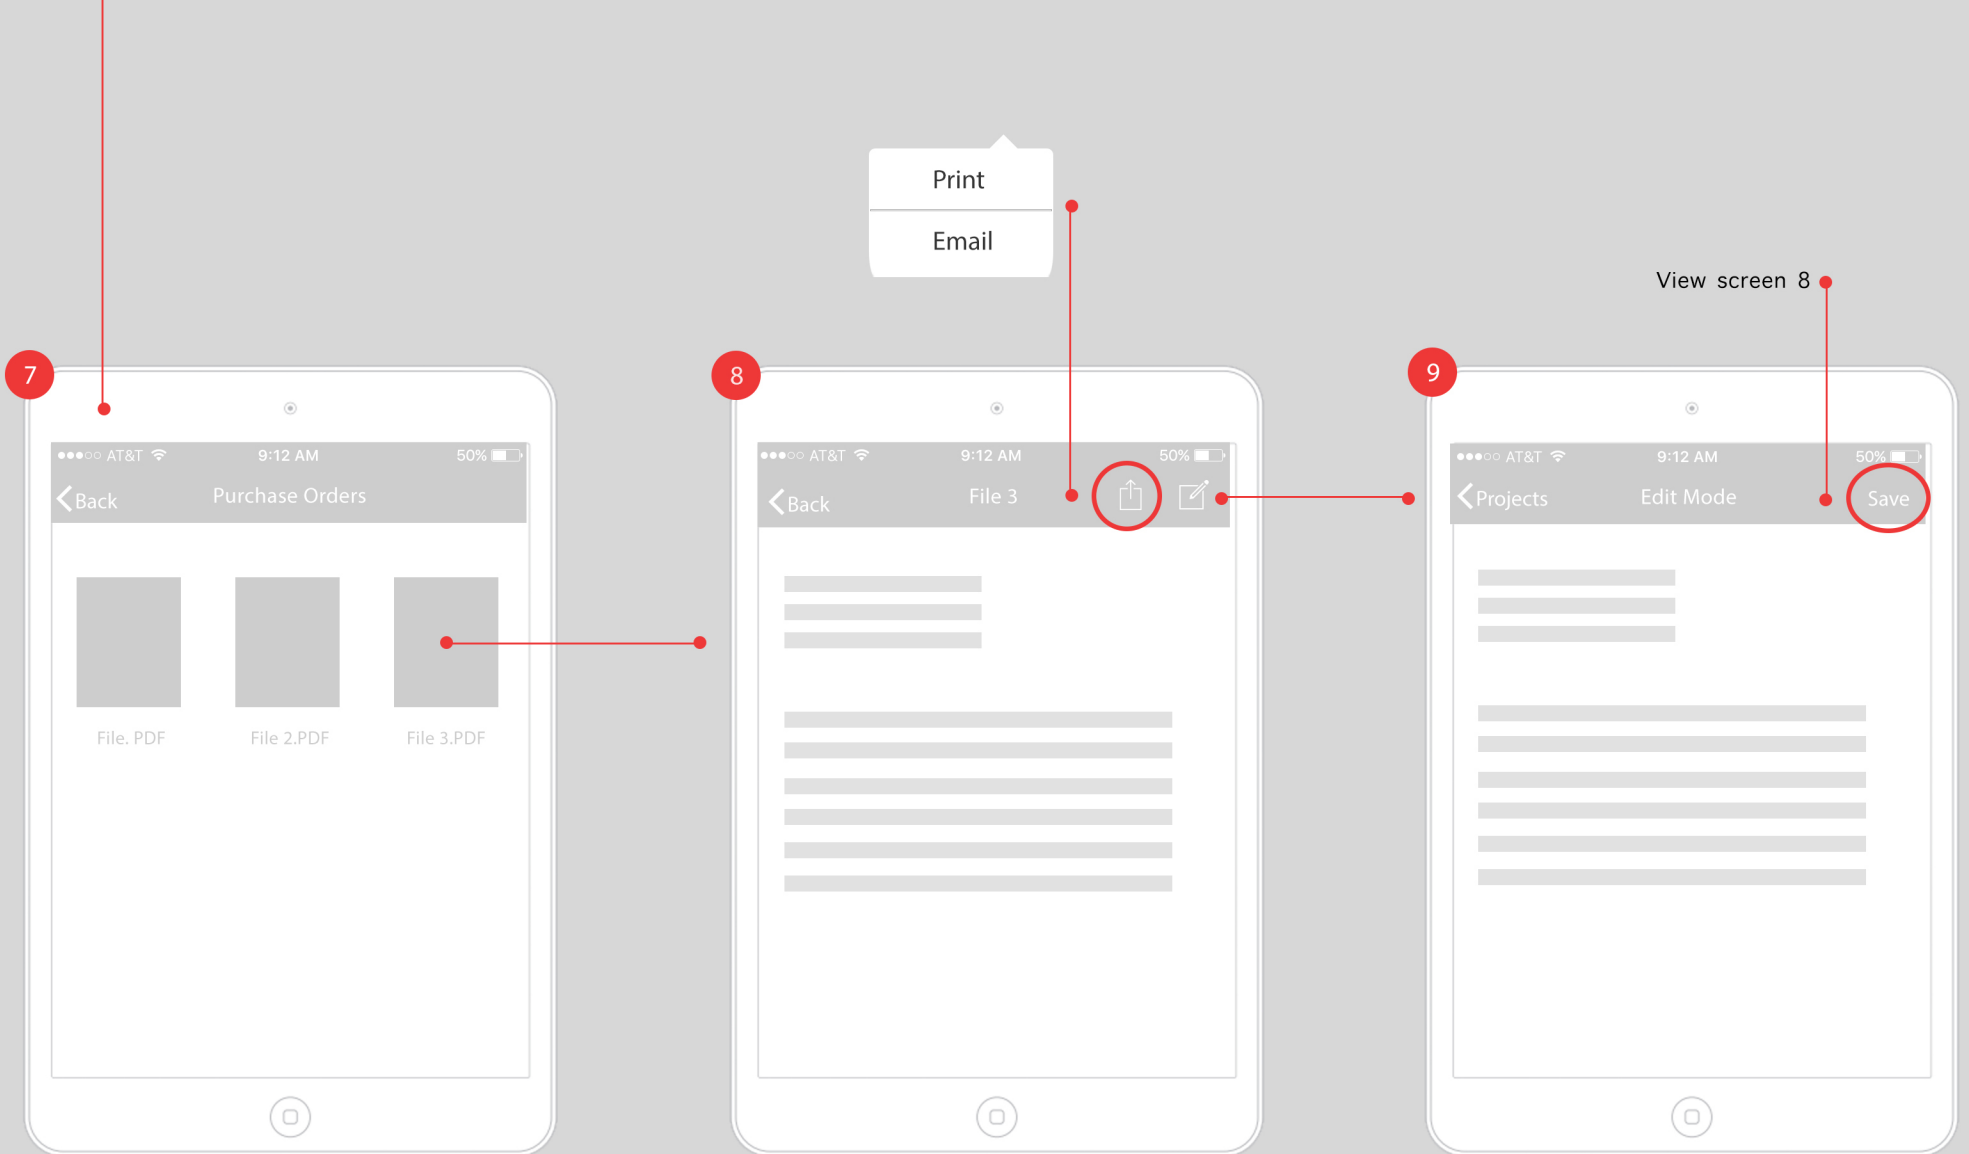 Print
Email
View screen 8
7
AT&T 9:12 AM 50%
Back Purchase Orders
File. PDF File 2.PDF File 3.PDF
8
AT&T 9:12 AM 50%
Back File 3
9
AT&T 9:12 AM 50%
Projects Edit Mode Save